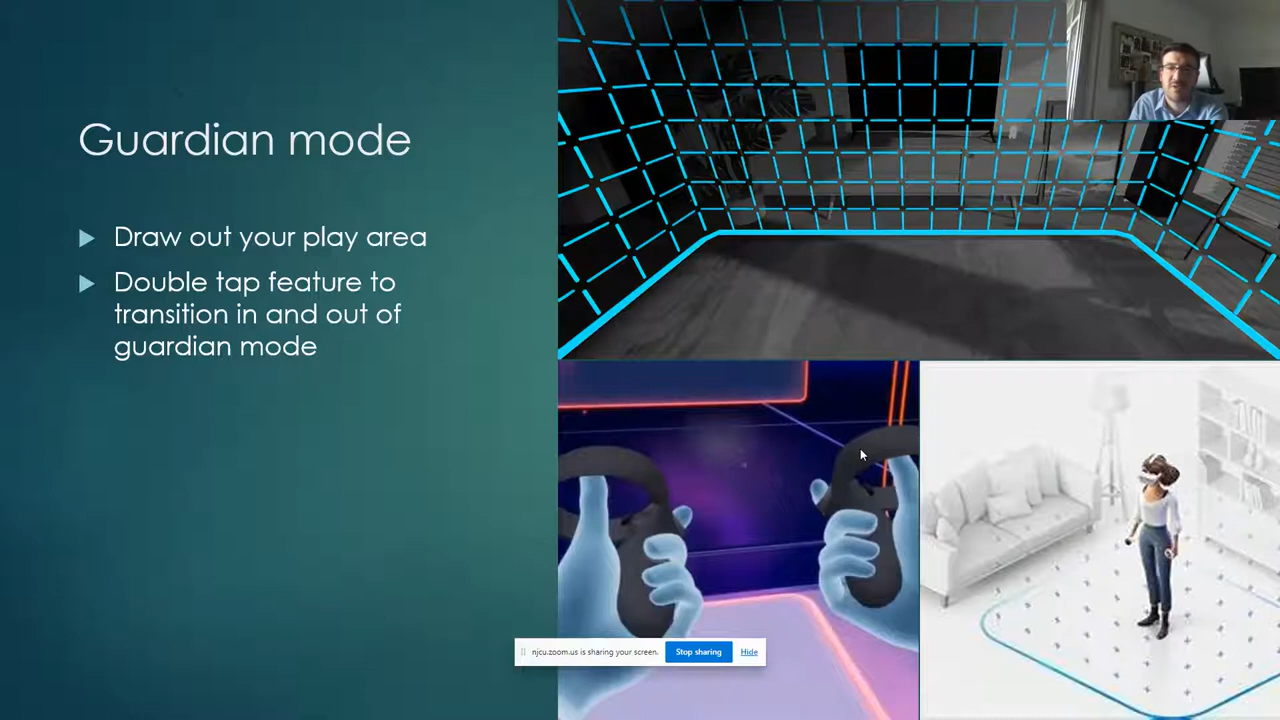 Guardian mode
Draw out your play area
Double tap feature to
transition in and out of
guardian mode
njcu.zoom.us is sharing your screen.
Stop sharing
Hide